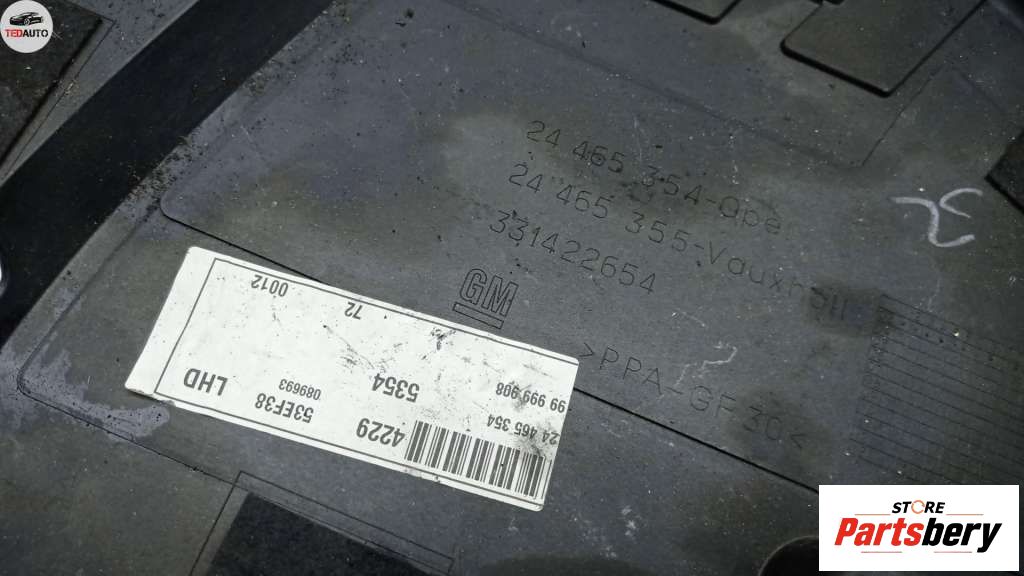 TEDAUTO
24 465 354-Ope
24 465 355-Vauxhall
331422654
GM
>PPA-GF30<
0012
72
5354
99 999 908
LHD
53EF38
089693
4229
24 465 354
STORE
Partsbery